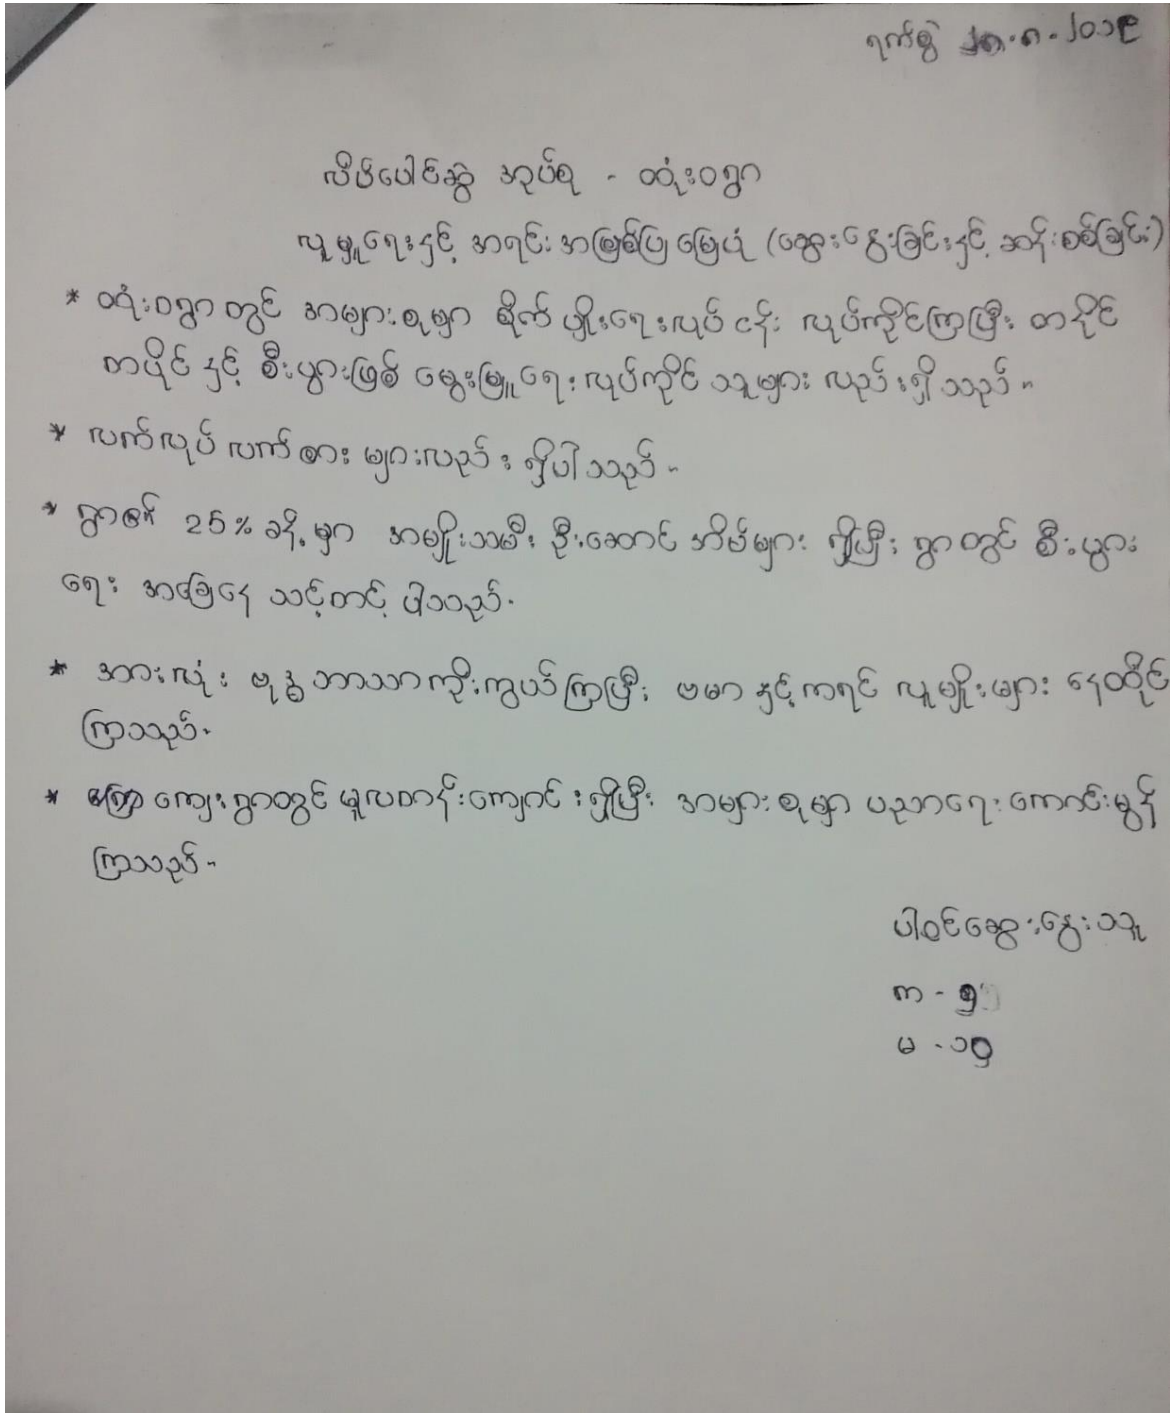 ရက်စွဲ ၂၈.၈.၂၀၁၉
လိပ်ပေါင်ဆွဲ အုပ်စု - ထုံးဝရွာ
လူမှုရေးနှင့် အရင်းအမြစ်ပြ မြေပုံ (ဆွေးနွေးခြင်းနှင့် ဆန်းစစ်ခြင်း)
* ထုံးဝရွာတွင် အများစုမှာ စိုက်ပျိုးရေးလုပ်ငန်း လုပ်ကိုင်ကြပြီး တနိုင်
တပိုင်နှင့် စီးပွားဖြစ် မွေးမြူရေးလုပ်ကိုင်သူများ လည်းရှိသည်။
* လက်လုပ်လက်စား များလည်း ရှိပါသည်။
* ရွာ၏ 25% ခန့်မှာ အမျိုးသမီး ဦးဆောင်အိမ်များ ရှိပြီး ရွာတွင် စီးပွား
ရေး အခြေနေ သင့်တင့်ပါသည်.
* အားလုံး ဗုဒ္ဓဘာသာကိုးကွယ်ကြပြီး ဗမာနှင့်ကရင် လူမျိုးများ နေထိုင်
ကြသည်.
* ကျေးရွာတွင် မူလတန်းကျောင်းရှိပြီး အများစုမှာ ပညာရေးကောင်းမွန်
ကြသည်။
ပါဝင်ဆွေးနွေးသူ
က - ၅
မ - ၁၄